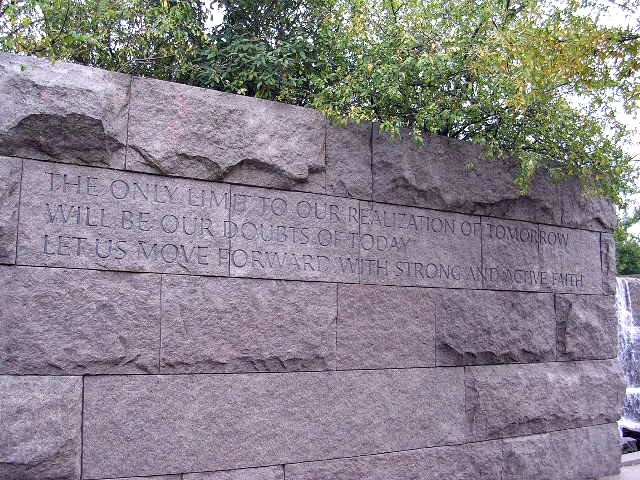 THE ONLY LIMIT TO OUR REALIZATION OF TOMORROW
WILL BE OUR DOUBTS OF TODAY
LET US MOVE FORWARD WITH STRONG AND ACTIVE FAITH